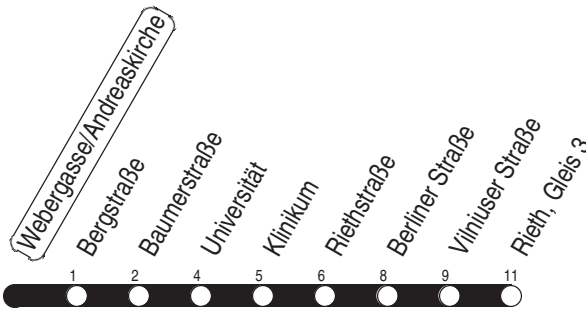 Webergasse/Andreaskirche
Bergstraße
Baumerstraße
Universität
Klinikum
Riethstraße
Berliner Straße
Vilniuser Straße
Rieth, Gleis 3
1 2 4 5 6 8 9 11